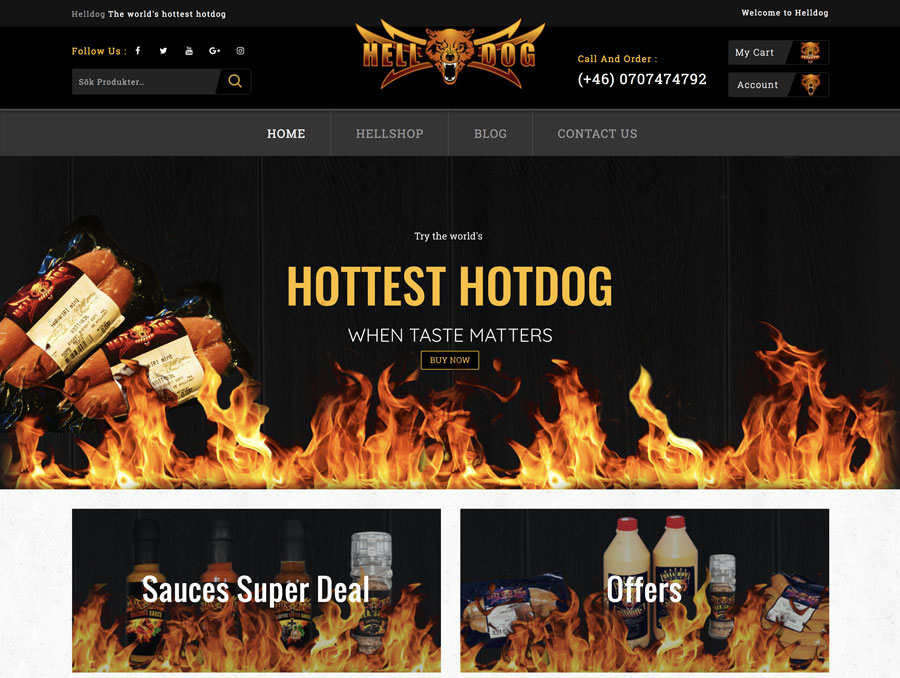 Helldog The world's hottest hotdog
Welcome to Helldog
Follow Us :
Sök Produkter...
HELL DOG
Call And Order :
(+46) 0707474792
My Cart
Account
HOME
HELLSHOP
BLOG
CONTACT US
Try the world's
HOTTEST HOTDOG
WHEN TASTE MATTERS
BUY NOW
Sauces Super Deal
Offers